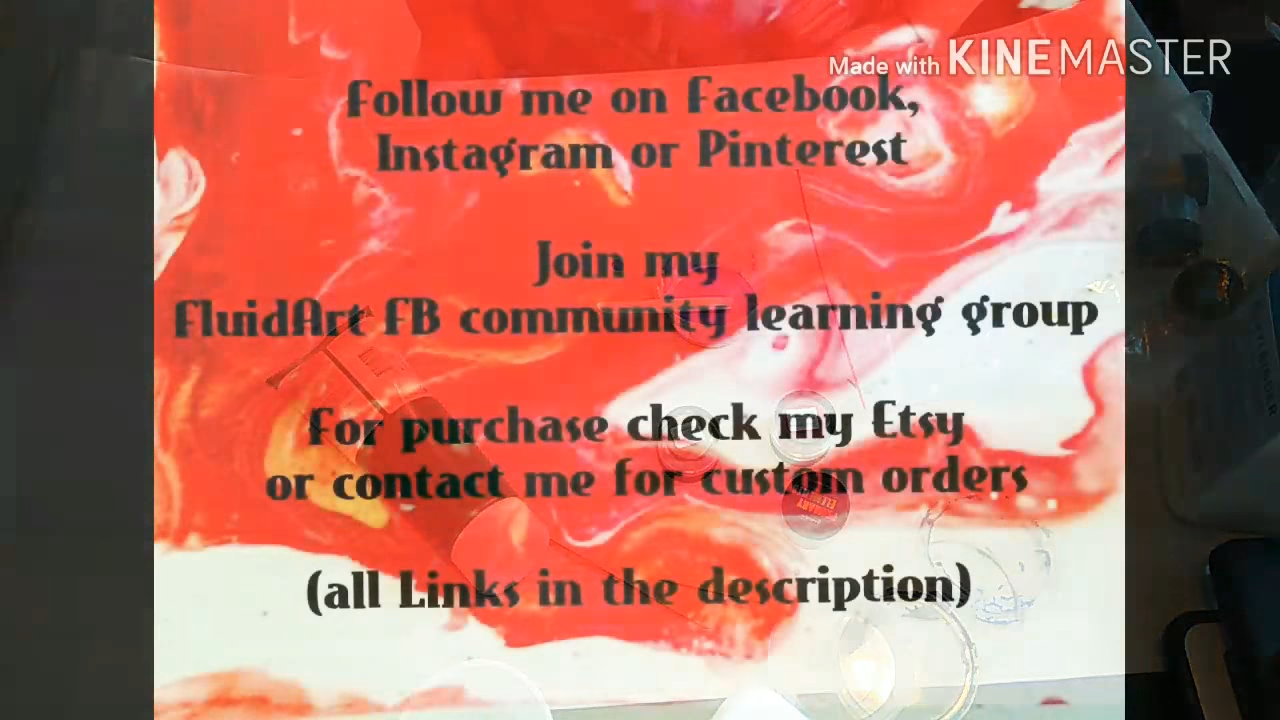 Made with KINEMASTER
Follow me on Facebook,
Instagram or Pinterest
Join my
FluidArt FB community learning group
For purchase check my Etsy
or contact me for custom orders
(all Links in the description)